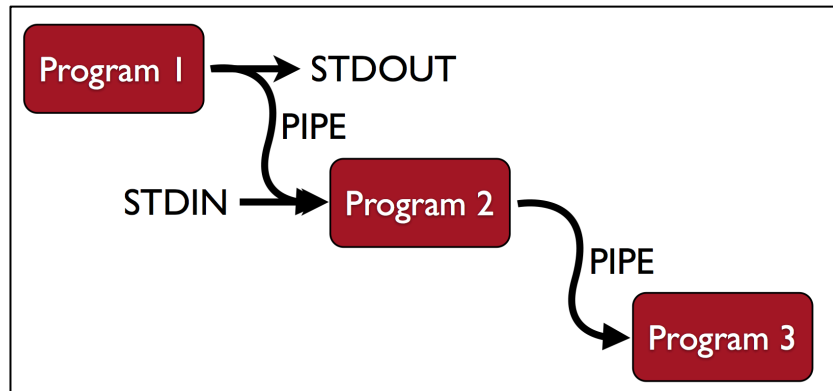 Program 1
STDOUT
PIPE
STDIN
Program 2
PIPE
Program 3